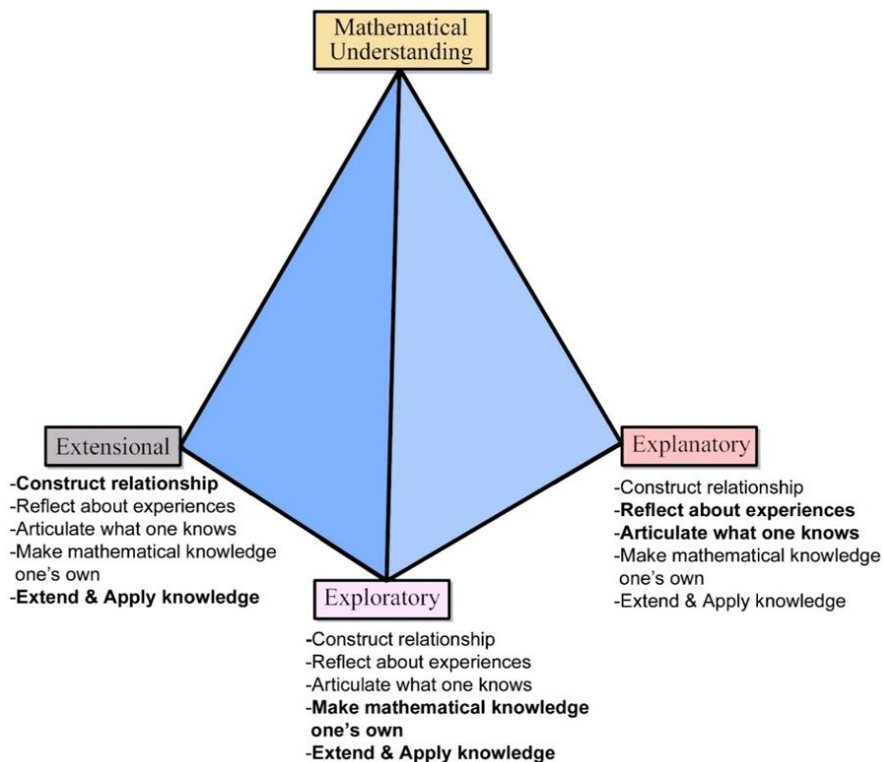 Mathematical
Understanding
Extensional
-Construct relationship
-Reflect about experiences
-Articulate what one knows
-Make mathematical knowledge
one's own
-Extend & Apply knowledge
Explanatory
-Construct relationship
-Reflect about experiences
-Articulate what one knows
-Make mathematical knowledge
one's own
-Extend & Apply knowledge
Exploratory
-Construct relationship
-Reflect about experiences
-Articulate what one knows
-Make mathematical knowledge
one's own
-Extend & Apply knowledge